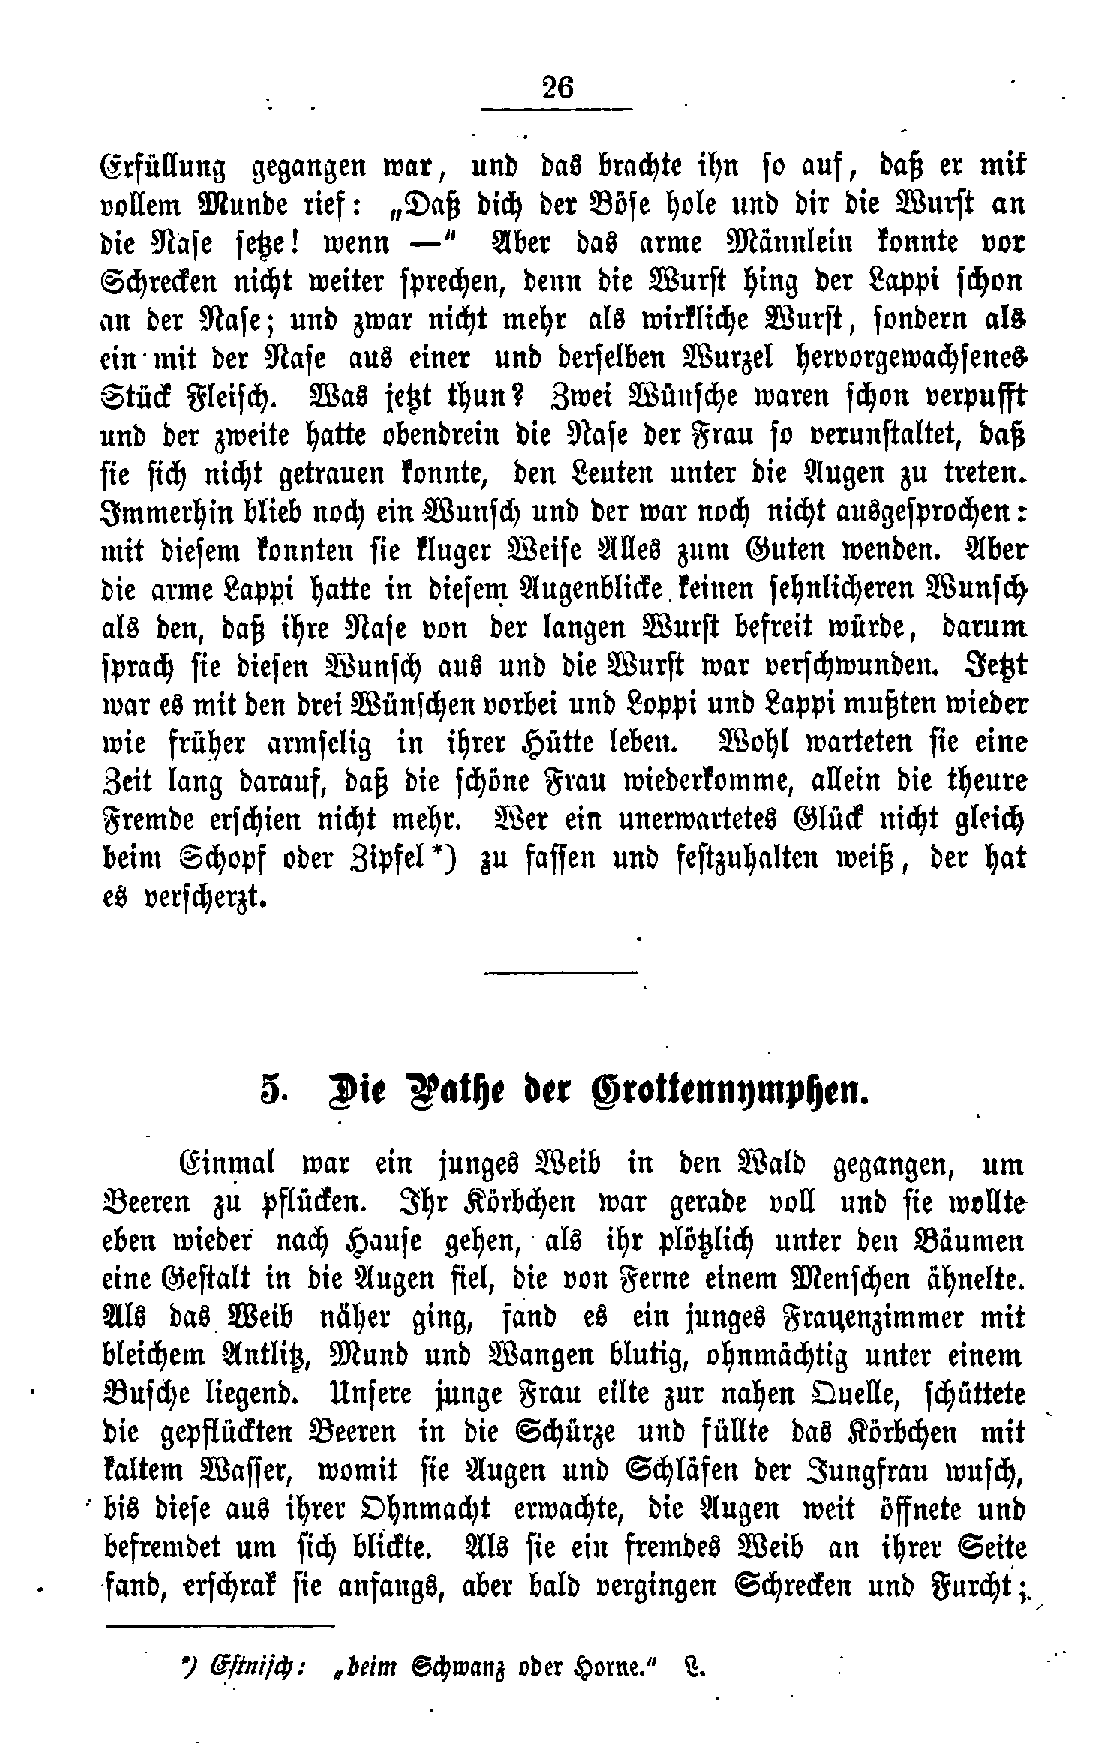 26
Erfüllung gegangen war, und das brachte ihn so auf, daß er mit
vollem Munde rief: „Daß dich der Böse hole und dir die Wurst an
die Nase setze! wenn —“ Aber das arme Männlein konnte vor
Schrecken nicht weiter sprechen, denn die Wurst hing der Lappi schon
an der Nase; und zwar nicht mehr als wirkliche Wurst, sondern als
ein mit der Nase aus einer und derselben Wurzel hervorgewachsenes
Stück Fleisch. Was jetzt thun? Zwei Wünsche waren schon verpufft
und der zweite hatte obendrein die Nase der Frau so verunstaltet, daß
sie sich nicht getrauen konnte, den Leuten unter die Augen zu treten.
Immerhin blieb noch ein Wunsch und der war noch nicht ausgesprochen:
mit diesem konnten sie kluger Weise Alles zum Guten wenden. Aber
die arme Lappi hatte in diesem Augenblicke keinen sehnlicheren Wunsch
als den, daß ihre Nase von der langen Wurst befreit würde, darum
sprach sie diesen Wunsch aus und die Wurst war verschwunden. Jetzt
war es mit den drei Wünschen vorbei und Loppi und Lappi mußten wieder
wie früher armselig in ihrer Hütte leben. Wohl warteten sie eine
Zeit lang darauf, daß die schöne Frau wiederkomme, allein die theure
Fremde erschien nicht mehr. Wer ein unerwartetes Glück nicht gleich
beim Schopf oder Zipfel*) zu fassen und festzuhalten weiß, der hat
es verscherzt.
5. Die Pathe der Grottennymphen.
Einmal war ein junges Weib in den Wald gegangen, um
Beeren zu pflücken. Ihr Körbchen war gerade voll und sie wollte
eben wieder nach Hause gehen, als ihr plötzlich unter den Bäumen
eine Gestalt in die Augen fiel, die von Ferne einem Menschen ähnelte.
Als das Weib näher ging, fand es ein junges Frauenzimmer mit
bleichem Antlitz, Mund und Wangen blutig, ohnmächtig unter einem
Busche liegend. Unsere junge Frau eilte zur nahen Quelle, schüttete
die gepflückten Beeren in die Schürze und füllte das Körbchen mit
kaltem Wasser, womit sie Augen und Schläfen der Jungfrau wusch,
bis diese aus ihrer Ohnmacht erwachte, die Augen weit öffnete und
befremdet um sich blickte. Als sie ein fremdes Weib an ihrer Seite
fand, erschrak sie anfangs, aber bald vergingen Schrecken und Furcht;
*) Estnisch: „beim Schwanz oder Horne.“ L.